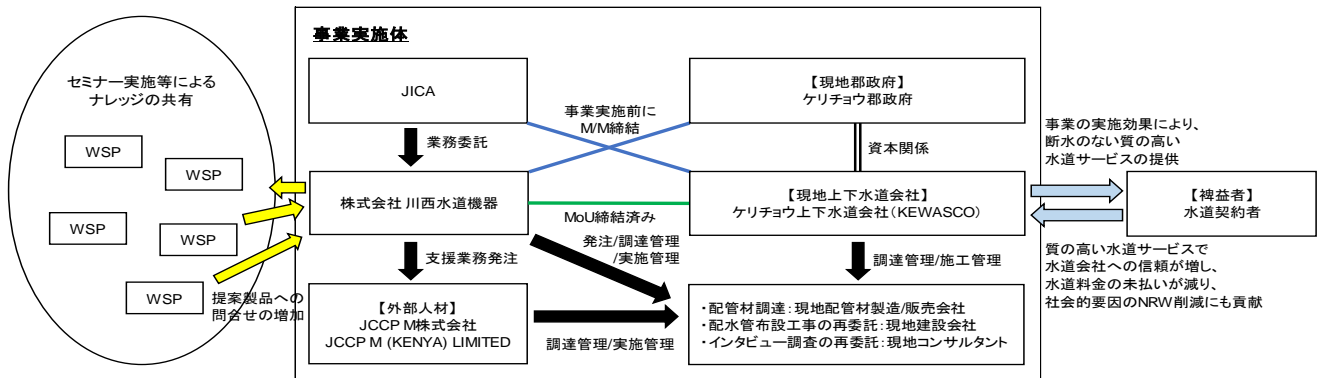 事業実施体
セミナー実施等による
ナレッジの共有
WSP
WSP
WSP
WSP
WSP
提案製品への
問合せの増加
JICA
業務委託
株式会社 川西水道機器
支援業務発注
【外部人材】
JCCP M株式会社
JCCP M (KENYA) LIMITED
事業実施前に
M/M締結
MoU締結済み
発注/調達管理
/実施管理
調達管理/実施管理
【現地郡政府】
ケリチョウ郡政府
資本関係
【現地上下水道会社】
ケリチョウ上下水道会社(KEWASCO)
調達管理/施工管理
・配管材調達：現地配管材製造/販売会社
・配水管布設工事の再委託：現地建設会社
・インタビュー調査の再委託：現地コンサルタント
事業の実施効果により、
断水のない質の高い
水道サービスの提供
【裨益者】
水道契約者
質の高い水道サービスで
水道会社への信頼が増し、
水道料金の未払いが減り、
社会的要因のNRW削減にも貢献